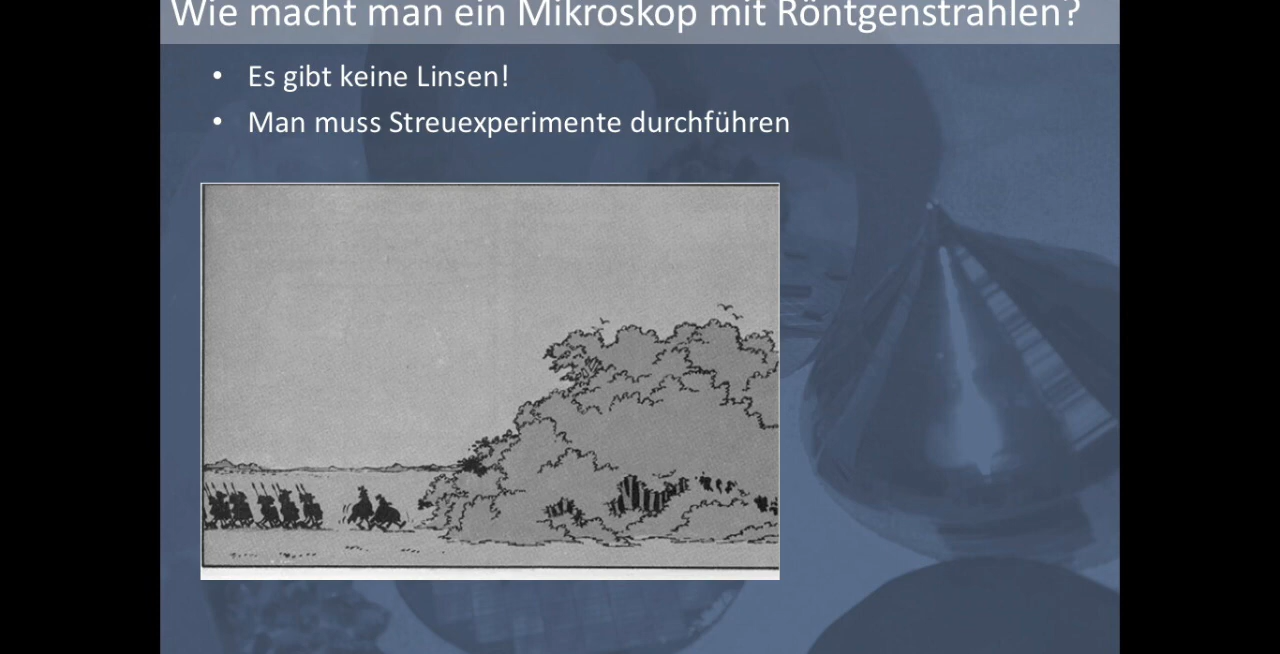 Wie macht man ein Mikroskop mit Röntgenstrahlen?
• Es gibt keine Linsen!
• Man muss Streuexperimente durchführen